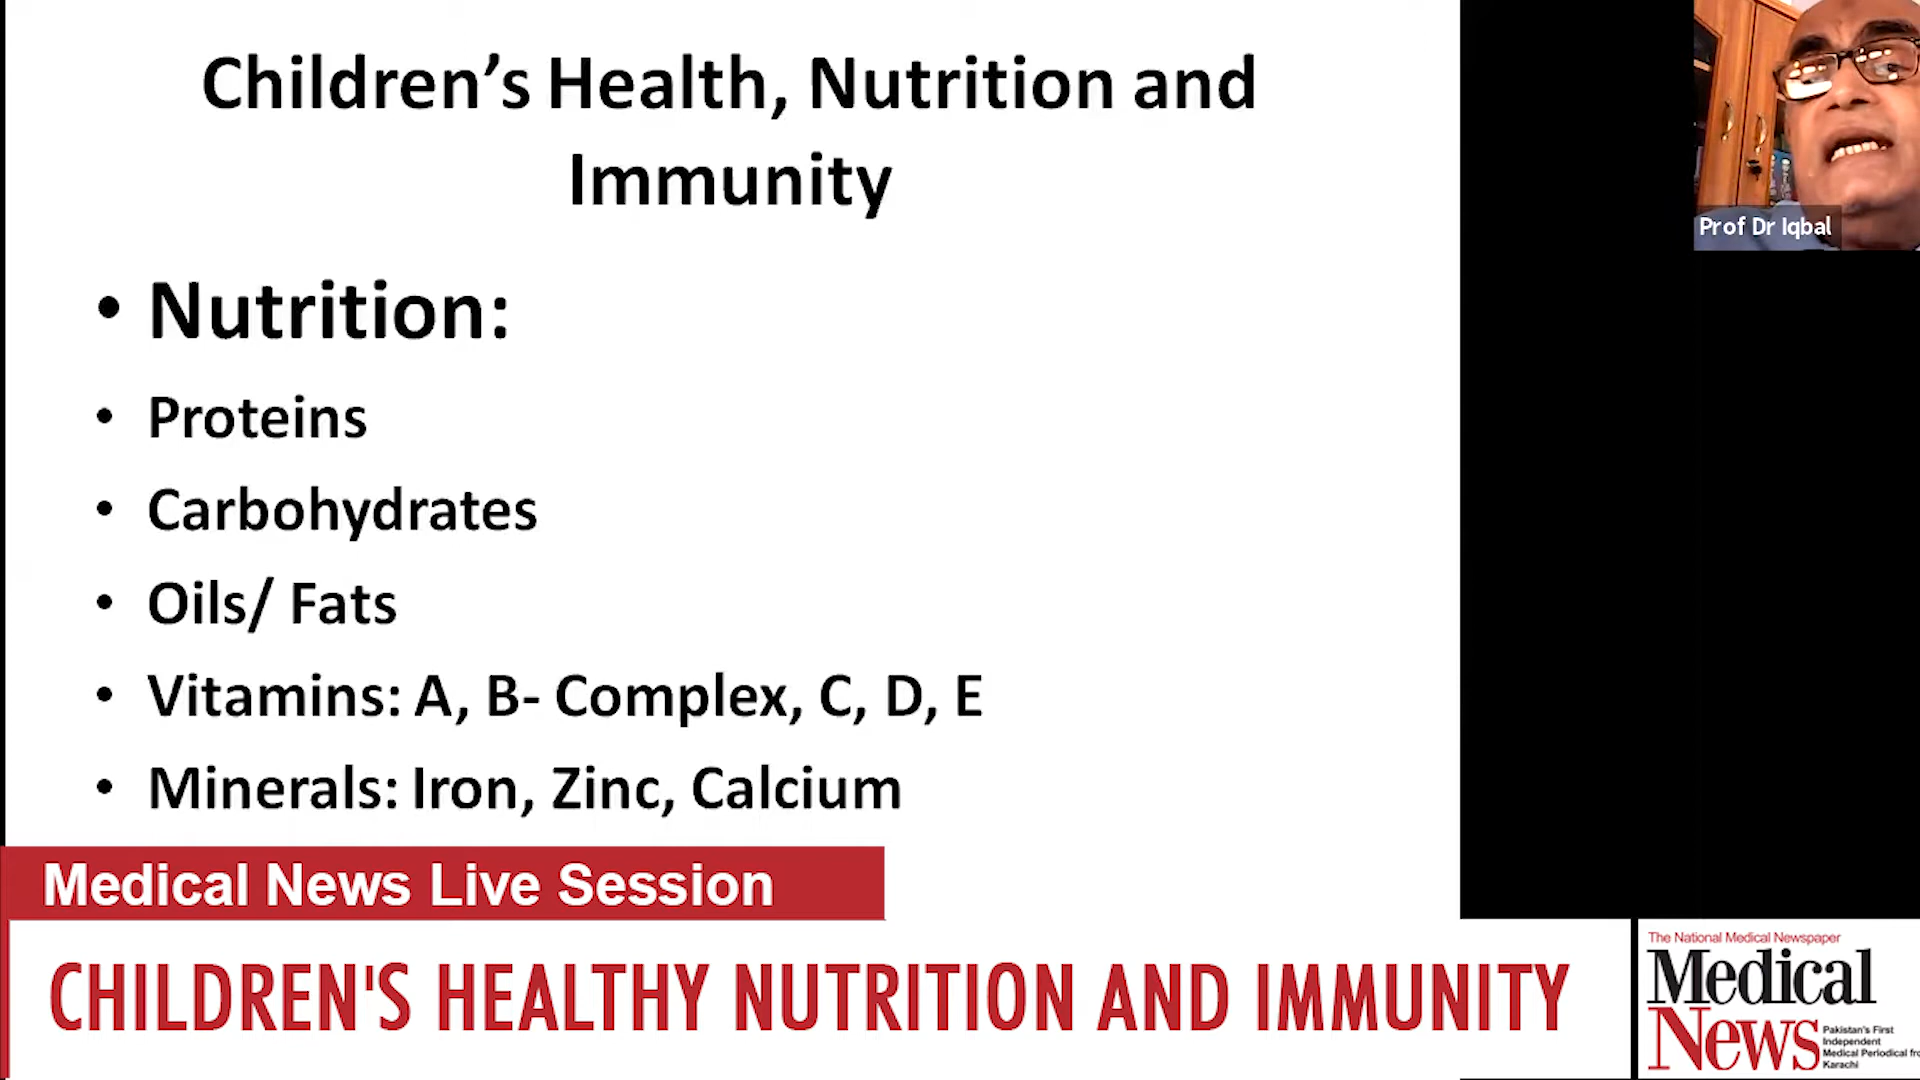 Children's Health, Nutrition and
Immunity
• Nutrition:
• Proteins
• Carbohydrates
• Oils/ Fats
• Vitamins: A, B- Complex, C, D, E
• Minerals: Iron, Zinc, Calcium
Prof Dr Iqbal
Medical News Live Session
CHILDREN'S HEALTHY NUTRITION AND IMMUNITY
The National Medical Newspaper
Medical
News
Pakistan's First
Independent
Medical Periodical fro
Karachi